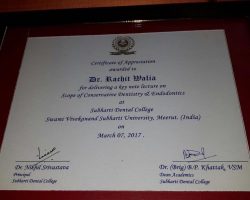 Certificate of Appreciation
awarded to
Dr. Rachit Walia
for delivering a key note lecture on
Scope of Conservative Dentistry & Endodontics
at
Subharti Dental College
Swami Vivekanand Subharti University, Meerut. (India)
on
March 07, 2017 .
Dr. Nikhil Srivastava
Principal
Subharti Dental College
Dr. (Brig) B.P. Khattak, VSM
Dean Academics
Subharti Dental College